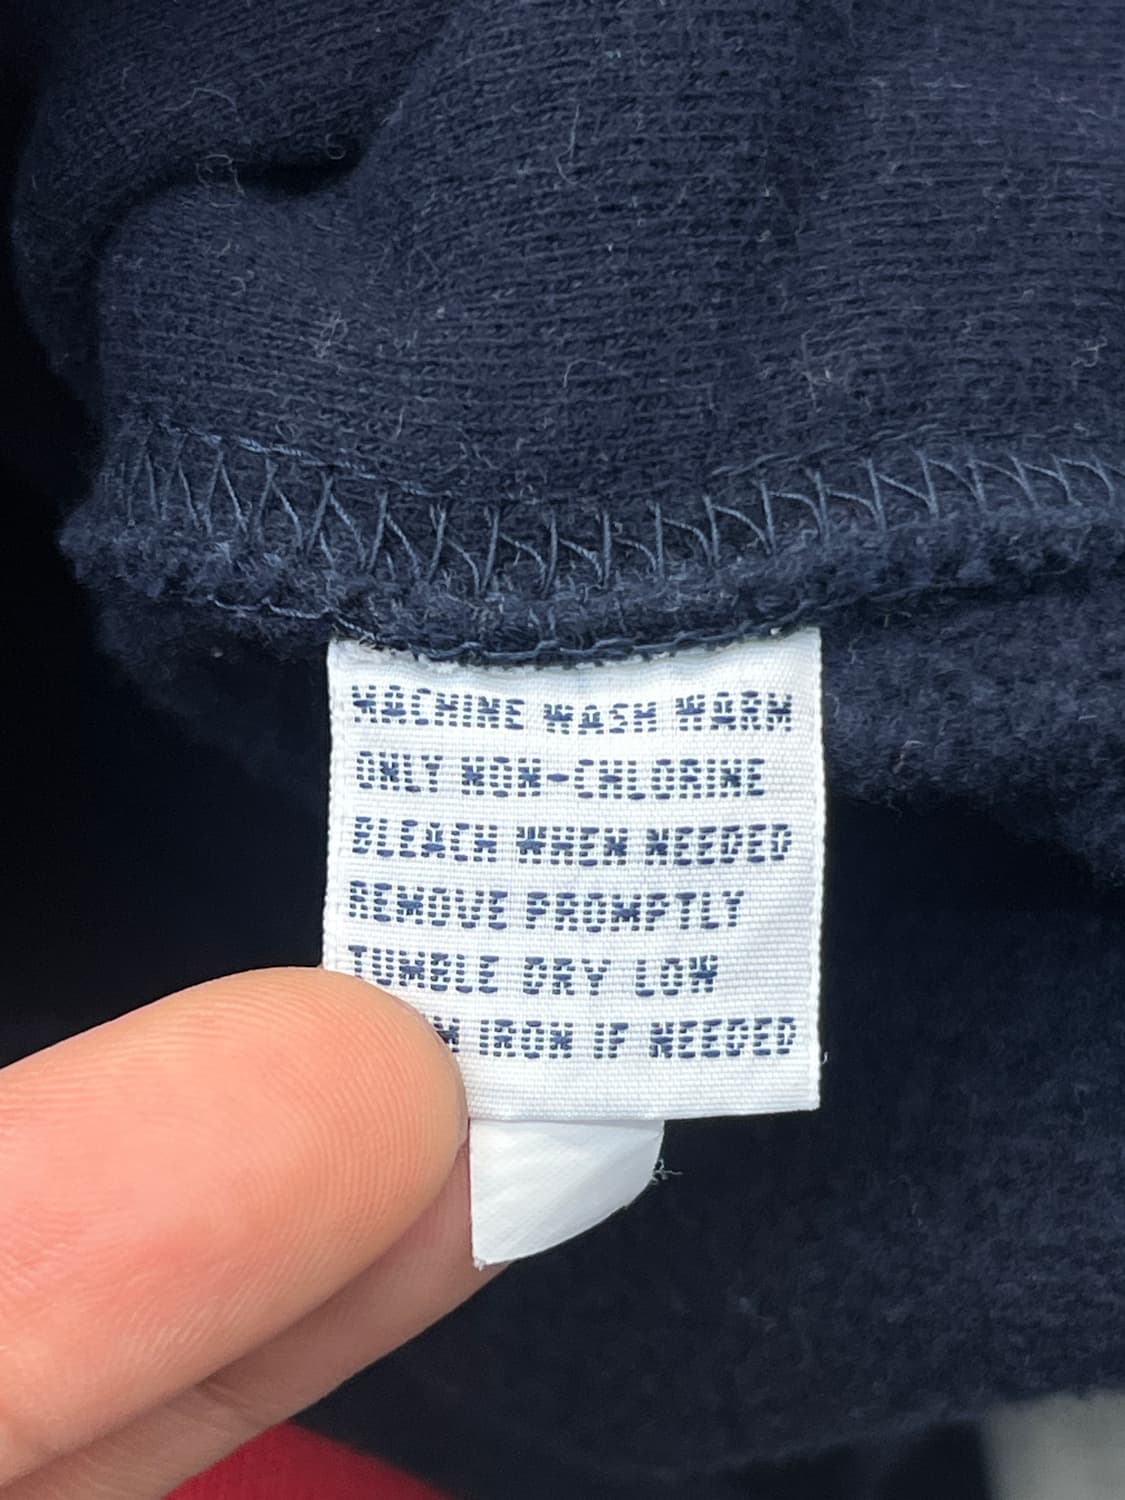 MACHINE WASH WARM
ONLY NON-CHLORINE
BLEACH WHEN NEEDED
REMOVE PROMPTLY
TUMBLE DRY LOW
IRON IF NEEDED